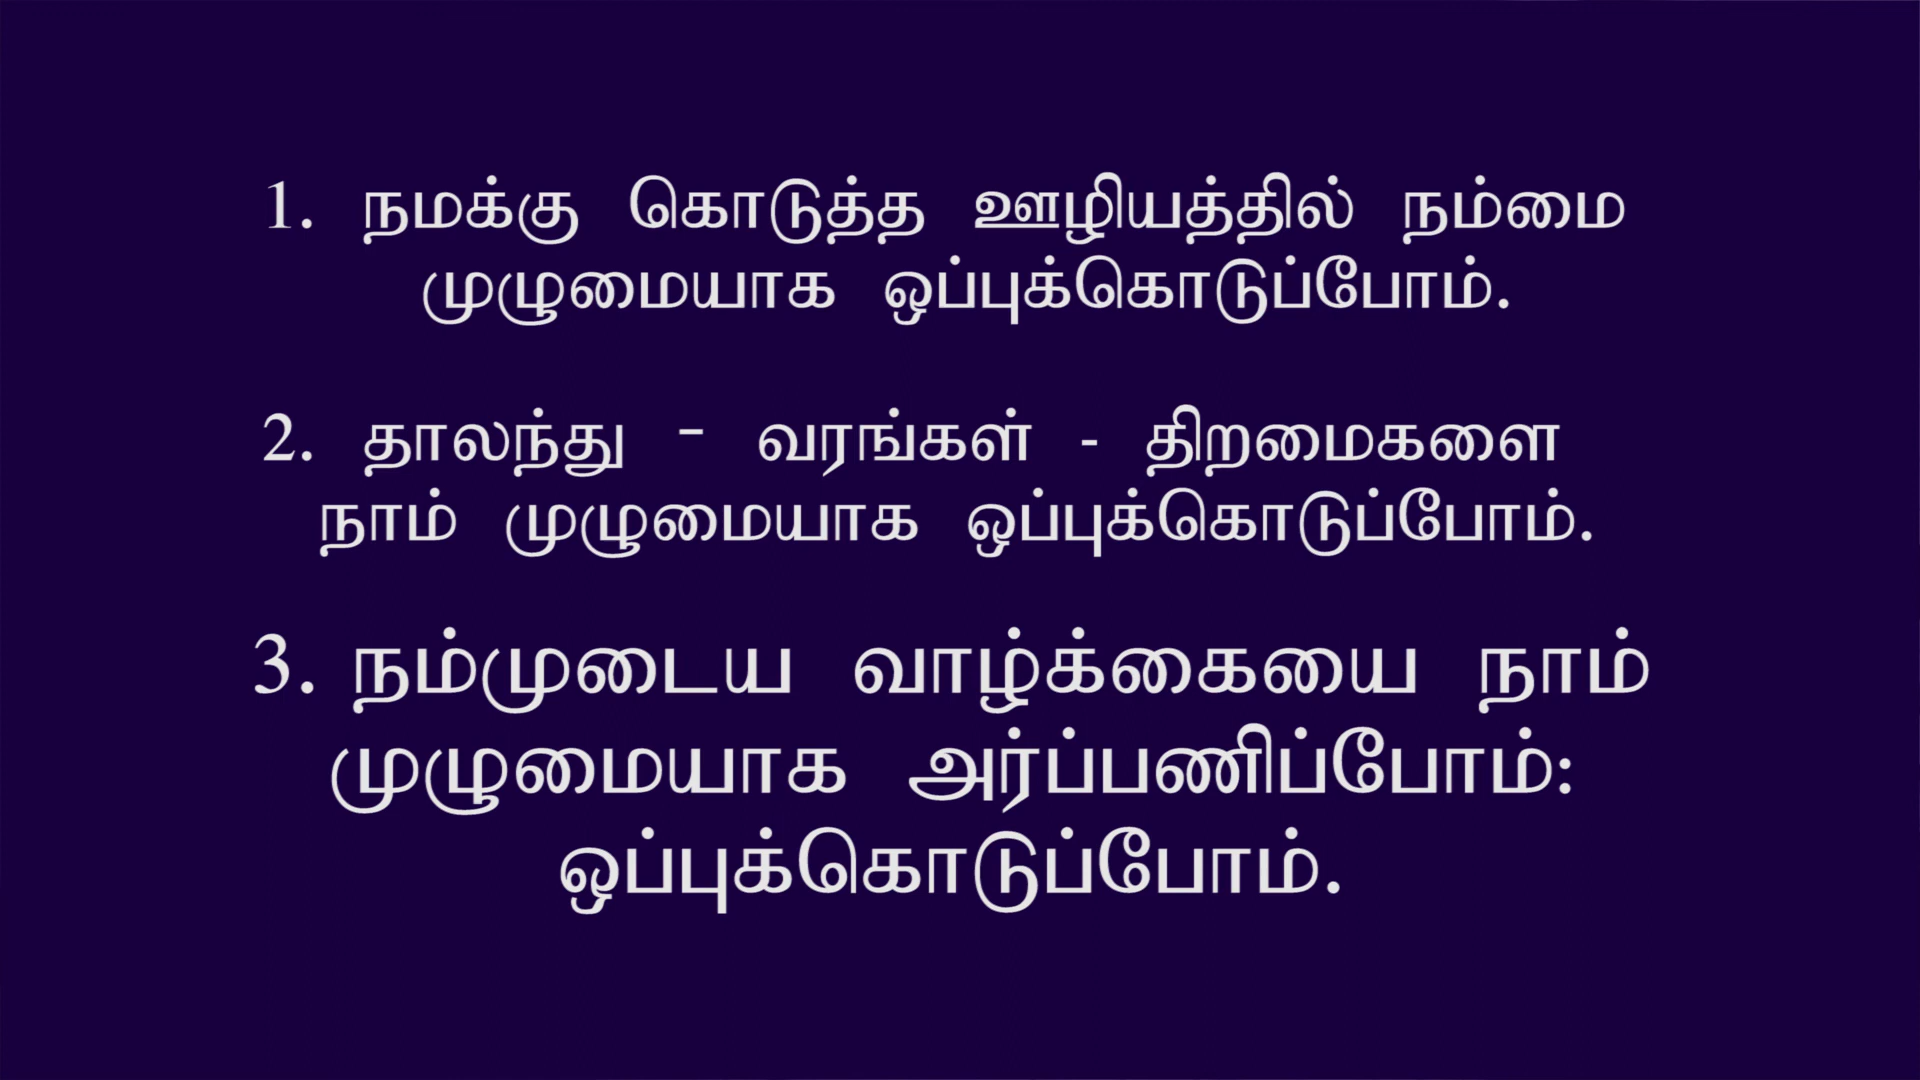 1. நமக்கு கொடுத்த ஊழியத்தில் நம்மை
முழுமையாக ஒப்புக்கொடுப்போம்.
2. தாலந்து – வரங்கள் - திறமைகளை
நாம் முழுமையாக ஒப்புக்கொடுப்போம்.
3. நம்முடைய வாழ்க்கையை நாம்
முழுமையாக அர்ப்பணிப்போம்:
ஒப்புக்கொடுப்போம்.